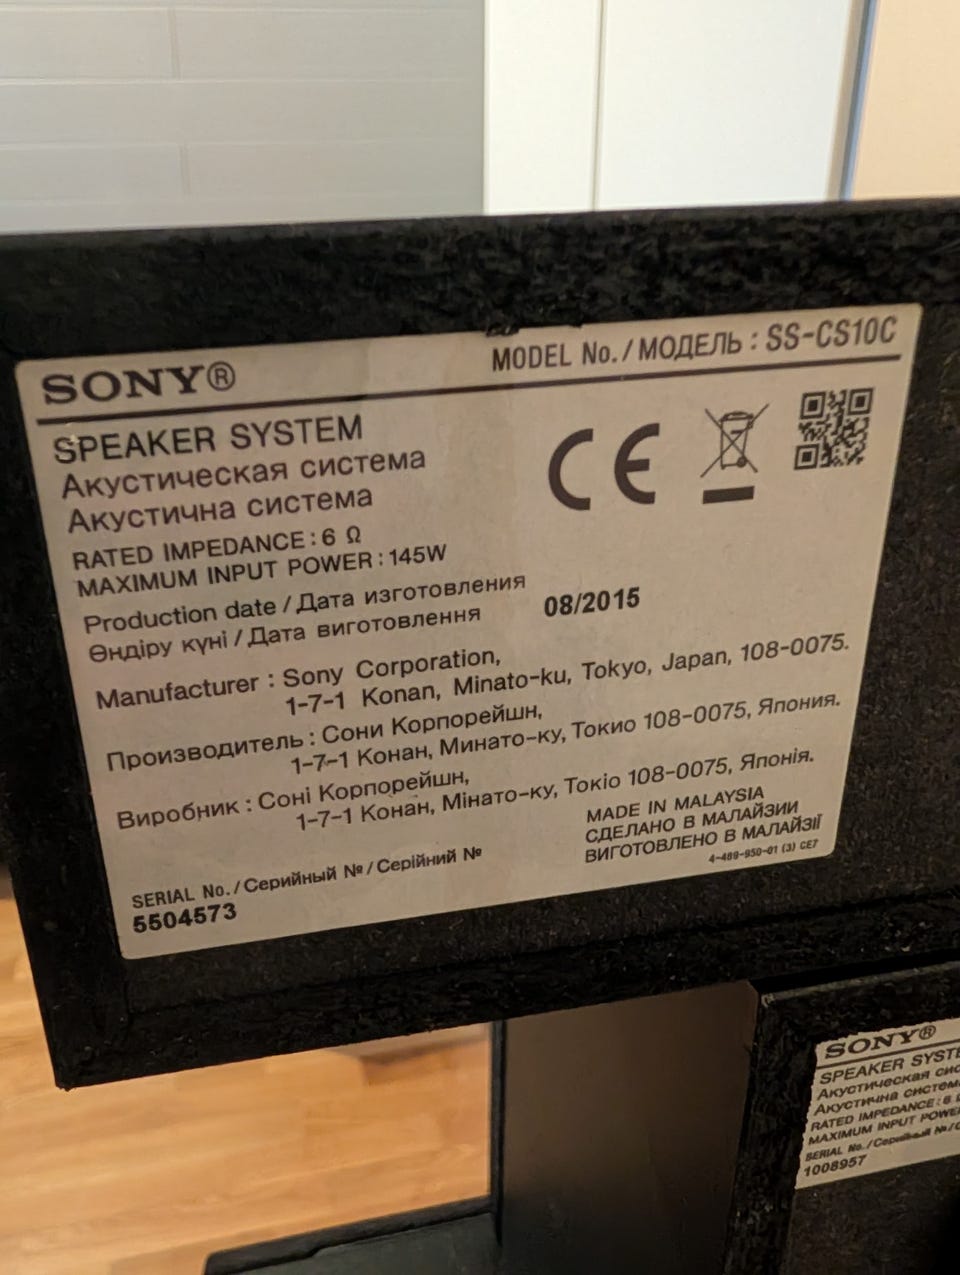 SONY®
MODEL No./МОДЕЛЬ : SS-CS10C
SPEAKER SYSTEM
Акустическая система
Акустична система
RATED IMPEDANCE : 6 Ω
MAXIMUM INPUT POWER : 145W
Production date / Дата изготовления
Өндіру күні / Дата виготовлення
08/2015
Manufacturer : Sony Corporation,
1-7-1 Konan, Minato-ku, Tokyo, Japan, 108-0075.
Производитель : Сони Корпорейшн,
1-7-1 Конан, Минато-ку, Токио 108-0075, Япония.
Виробник : Соні Корпорейшн,
1-7-1 Конан, Мінато-ку, Токіо 108-0075, Японія.
MADE IN MALAYSIA
СДЕЛАНО В МАЛАЙЗИИ
ВИГОТОВЛЕНО В МАЛАЙЗІЇ
4-489-950-01 (3) CE7
SERIAL No./Серийный №/Серійний №
5504573
SONY®
SPEAKER SYSTE
Акустическая сис
Акустична систем
RATED IMPEDANCE : 6
MAXIMUM INPUT POWE
SERIAL No./Серийный №/С
1008957